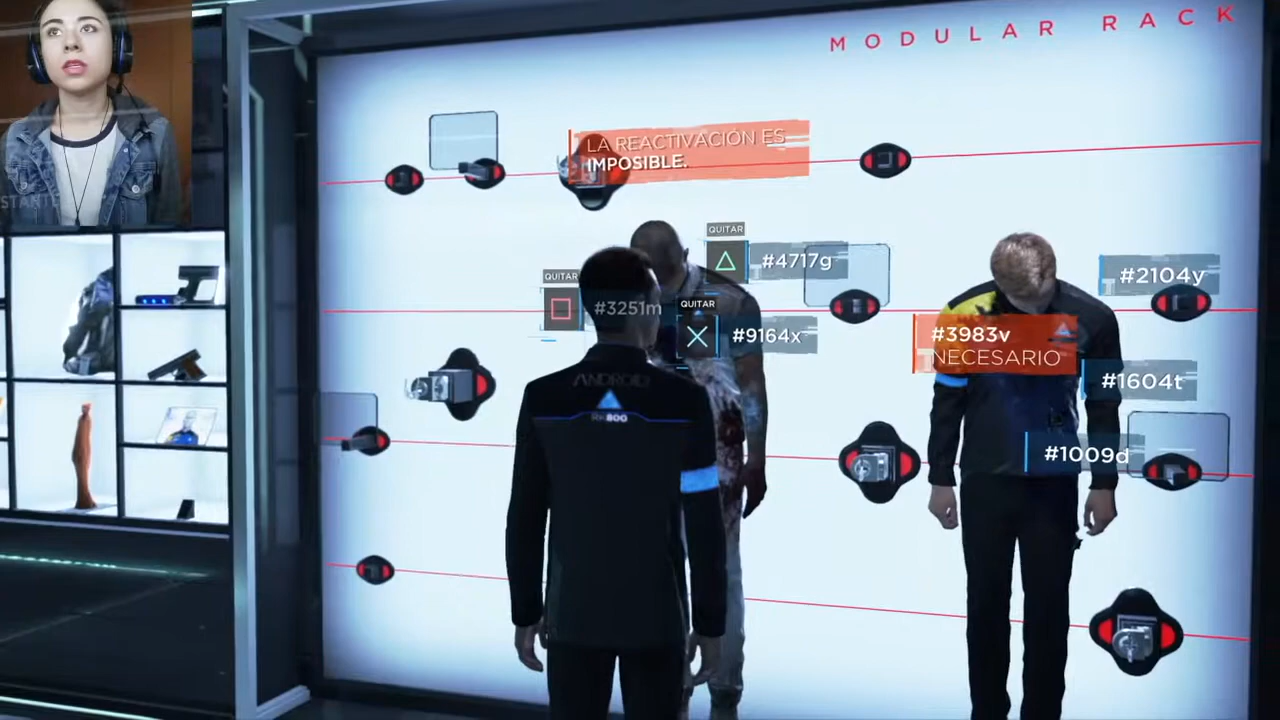 MODULAR RACK
LA REACTIVACIÓN ES
IMPOSIBLE.
QUITAR
#4717g
QUITAR
#3251m
QUITAR
#9164x
#2104y
#3983v
NECESARIO
#1604t
#1009d
ANDROID
RK800
STANTE